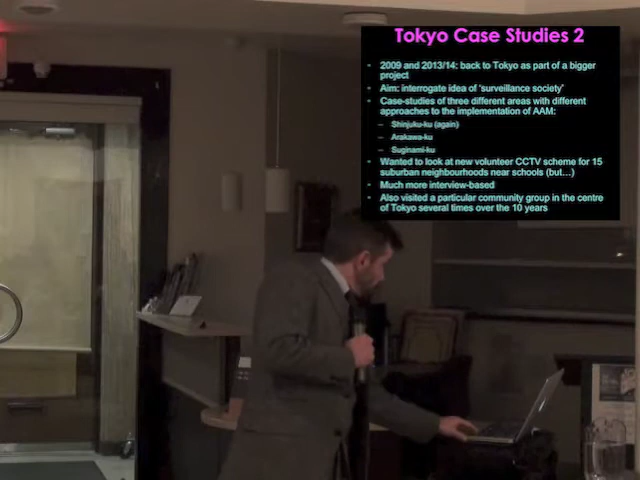 Tokyo Case Studies 2
- 2009 and 2013/14: back to Tokyo as part of a bigger
project
- Aim: interrogate idea of 'surveillance society'
- Case-studies of three different areas with different
approaches to the implementation of AAM:
– Shinjuku-ku (again)
– Arakawa-ku
– Suginami-ku
- Wanted to look at new volunteer CCTV scheme for 15
suburban neighbourhoods near schools (but…)
- Much more interview-based
- Also visited a particular community group in the centre
of Tokyo several times over the 10 years